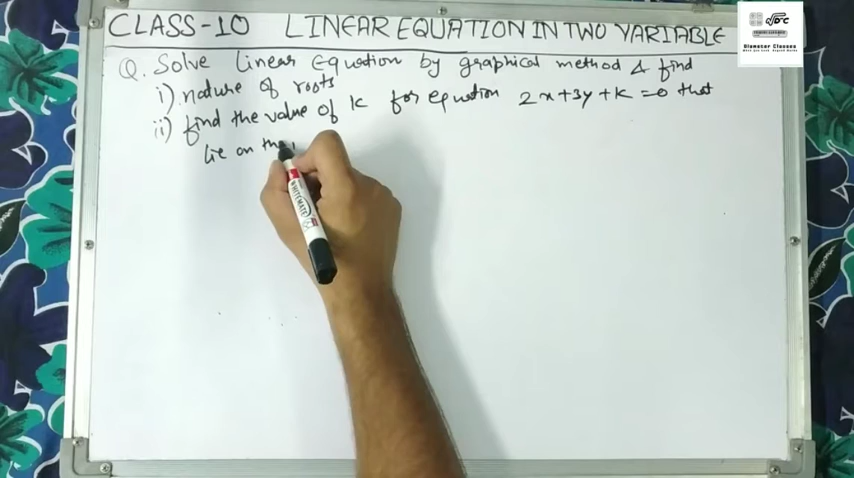 CLASS-10 LINEAR EQUATION IN TWO VARIABLE
Q. Solve linear Equation by graphical method & find
i) nature of roots
ii) find the value of k for equation 2x+3y+k=0 that
lie on the
Diameter Classes
WHITEMATE